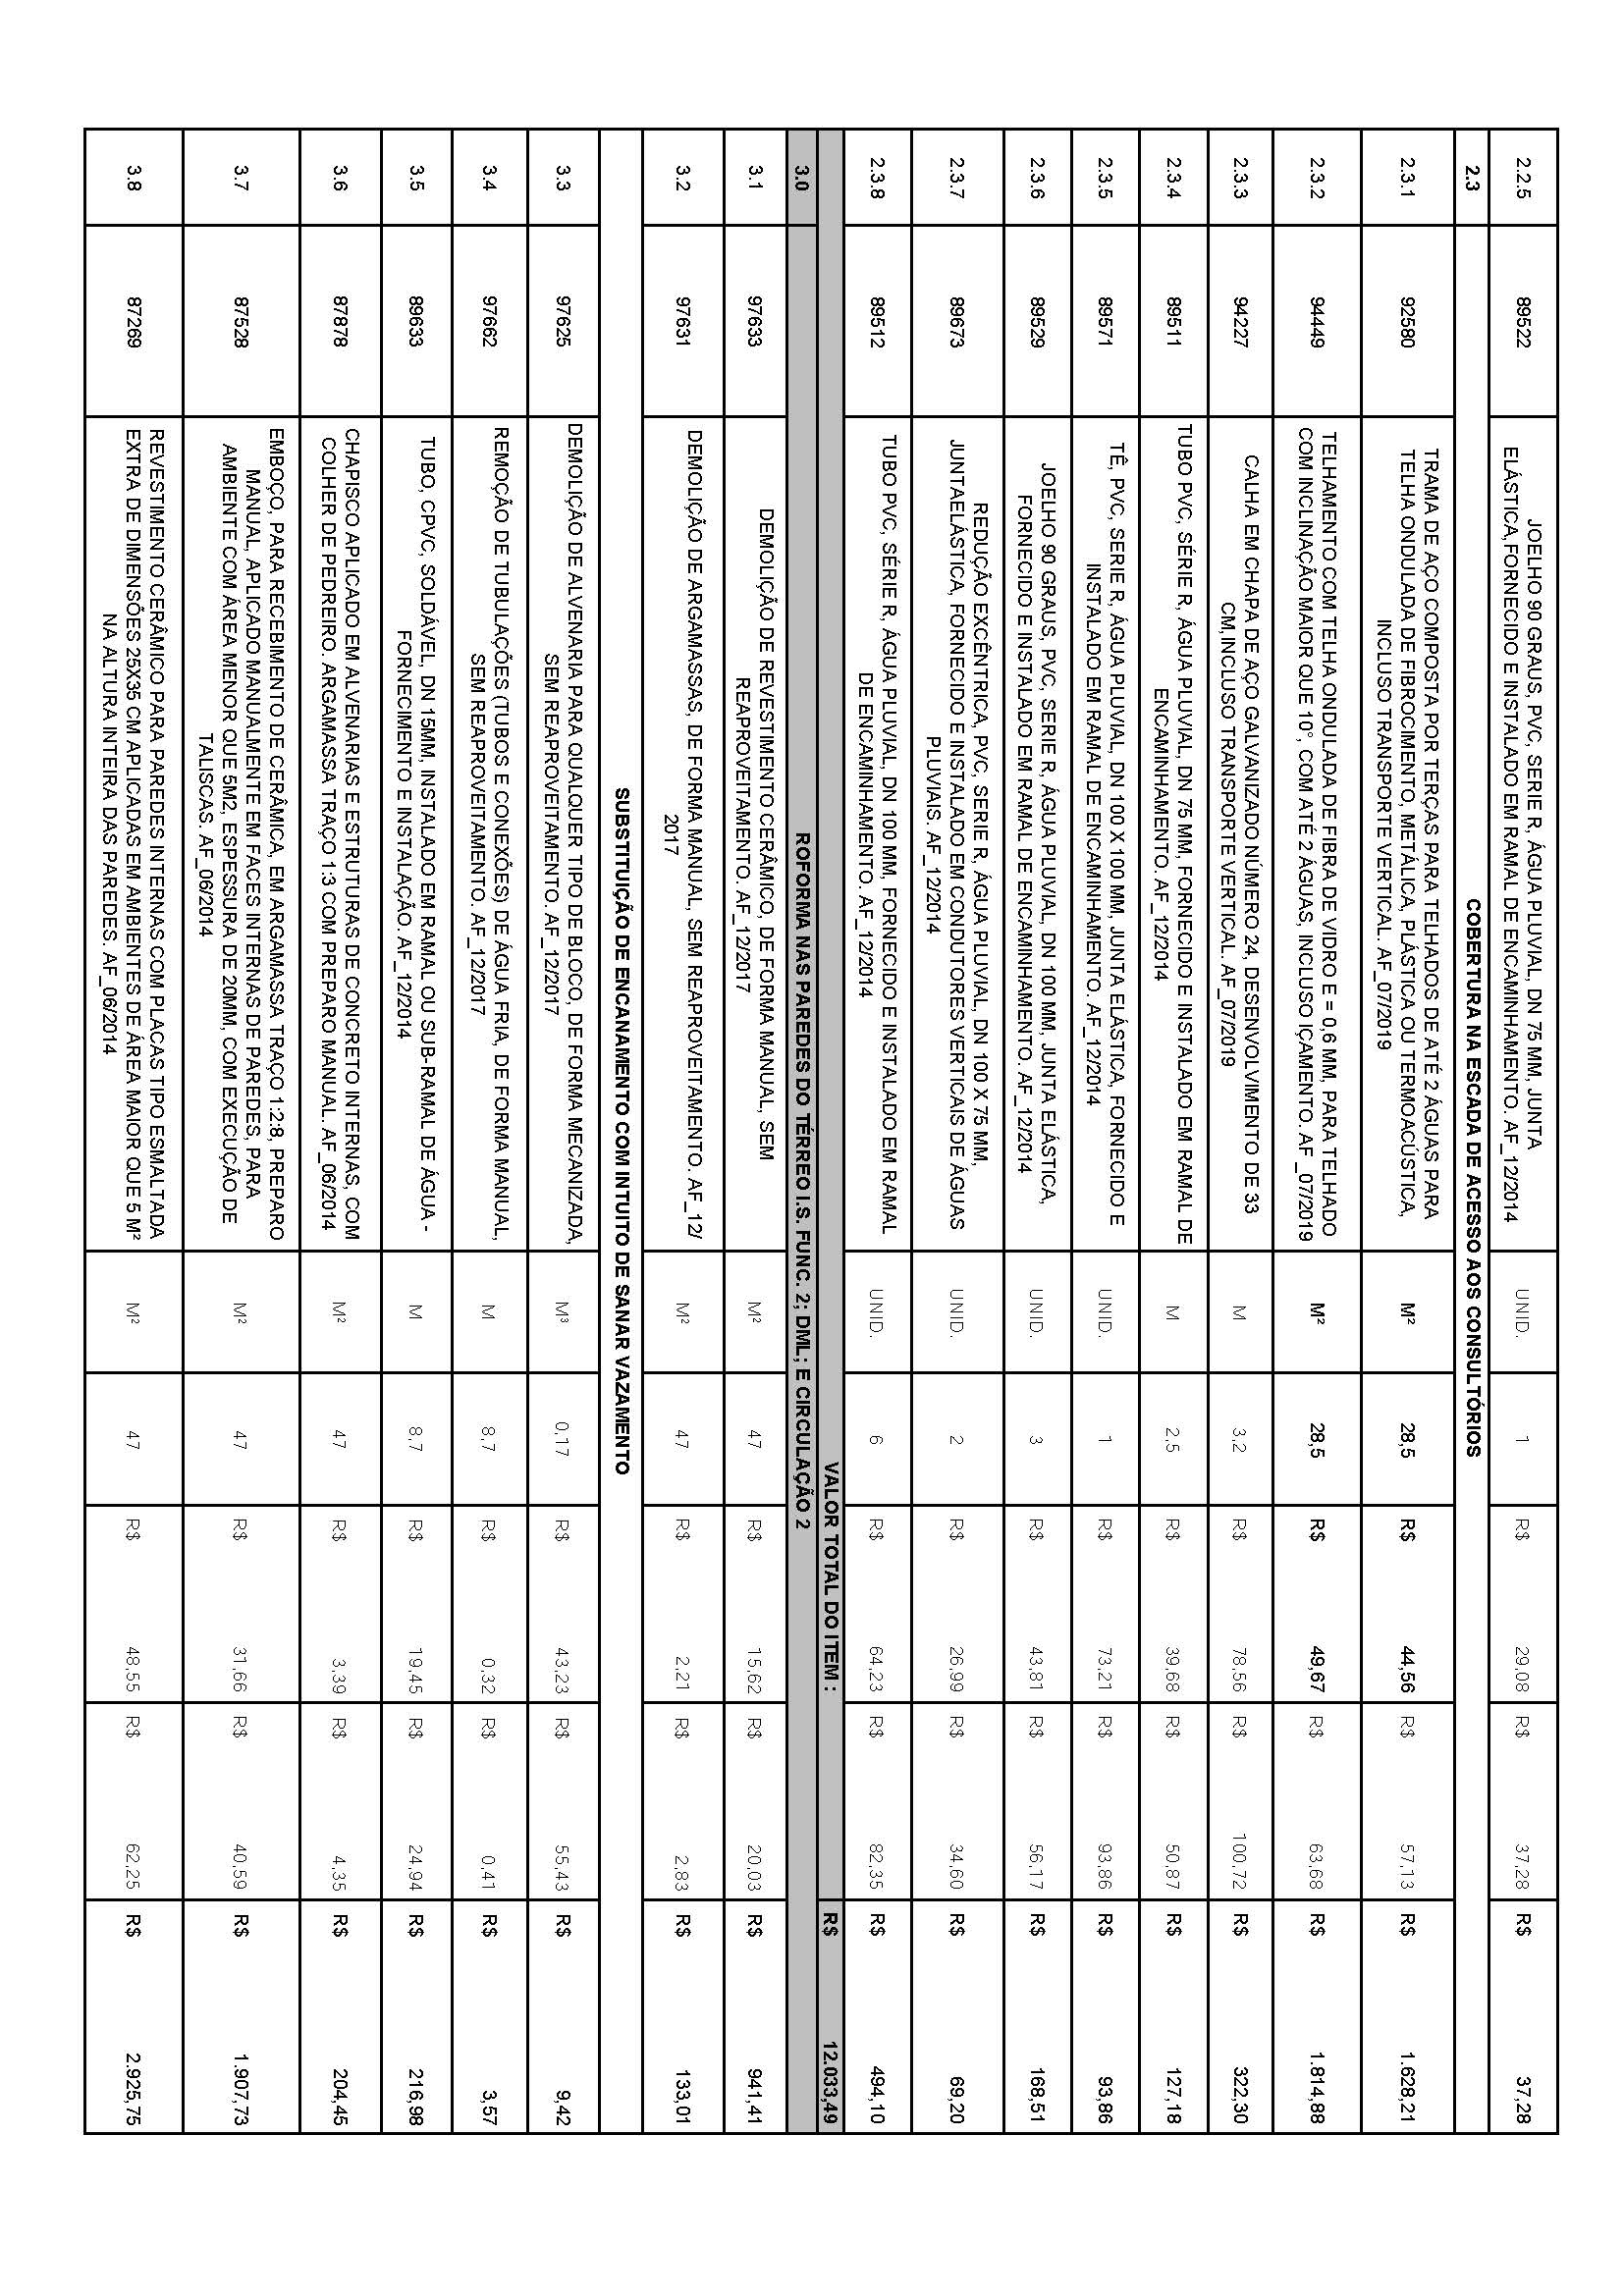 2.2.5 89522 JOELHO 90 GRAUS, PVC, SERIE R, ÁGUA PLUVIAL, DN 75 MM, JUNTA
ELÁSTICA,FORNECIDO E INSTALADO EM RAMAL DE ENCAMINHAMENTO. AF_12/2014 UNID. 1 R$ 29,08 R$ 37,28 R$ 37,28
2.3 COBERTURA NA ESCADA DE ACESSO AOS CONSULTÓRIOS
2.3.1 92580 TRAMA DE AÇO COMPOSTA POR TERÇAS PARA TELHADOS DE ATÉ 2 ÁGUAS PARA
TELHA ONDULADA DE FIBROCIMENTO, METÁLICA, PLÁSTICA OU TERMOACÚSTICA,
INCLUSO TRANSPORTE VERTICAL. AF_07/2019 M² 28,5 R$ 44,56 R$ 57,13 R$ 1.628,21
2.3.2 94449 TELHAMENTO COM TELHA ONDULADA DE FIBRA DE VIDRO E = 0,6 MM, PARA TELHADO
COM INCLINAÇÃO MAIOR QUE 10°, COM ATÉ 2 ÁGUAS, INCLUSO IÇAMENTO. AF_07/2019 M² 28,5 R$ 49,67 R$ 63,68 R$ 1.814,88
2.3.3 94227 CALHA EM CHAPA DE AÇO GALVANIZADO NÚMERO 24, DESENVOLVIMENTO DE 33
CM,INCLUSO TRANSPORTE VERTICAL. AF_07/2019 M 3,2 R$ 78,56 R$ 100,72 R$ 322,30
2.3.4 89511 TUBO PVC, SÉRIE R, ÁGUA PLUVIAL, DN 75 MM, FORNECIDO E INSTALADO EM RAMAL DE
ENCAMINHAMENTO. AF_12/2014 M 2,5 R$ 39,68 R$ 50,87 R$ 127,18
2.3.5 89571 TÊ, PVC, SERIE R, ÁGUA PLUVIAL, DN 100 X 100 MM, JUNTA ELÁSTICA, FORNECIDO E
INSTALADO EM RAMAL DE ENCAMINHAMENTO. AF_12/2014 UNID. 1 R$ 73,21 R$ 93,86 R$ 93,86
2.3.6 89529 JOELHO 90 GRAUS, PVC, SERIE R, ÁGUA PLUVIAL, DN 100 MM, JUNTA ELÁSTICA,
FORNECIDO E INSTALADO EM RAMAL DE ENCAMINHAMENTO. AF_12/2014 UNID. 3 R$ 43,81 R$ 56,17 R$ 168,51
2.3.7 89673 REDUÇÃO EXCÊNTRICA, PVC, SERIE R, ÁGUA PLUVIAL, DN 100 X 75 MM,
JUNTAELÁSTICA, FORNECIDO E INSTALADO EM CONDUTORES VERTICAIS DE ÁGUAS
PLUVIAIS. AF_12/2014 UNID. 2 R$ 26,99 R$ 34,60 R$ 69,20
2.3.8 89512 TUBO PVC, SÉRIE R, ÁGUA PLUVIAL, DN 100 MM, FORNECIDO E INSTALADO EM RAMAL
DE ENCAMINHAMENTO. AF_12/2014 UNID. 6 R$ 64,23 R$ 82,35 R$ 494,10
VALOR TOTAL DO ITEM : R$ 12.033,49
3.0 ROFORMA NAS PAREDES DO TÉRREO I.S. FUNC. 2; DML; E CIRCULAÇÃO 2
3.1 97633 DEMOLIÇÃO DE REVESTIMENTO CERÂMICO, DE FORMA MANUAL, SEM
REAPROVEITAMENTO. AF_12/2017 M² 47 R$ 15,62 R$ 20,03 R$ 941,41
3.2 97631 DEMOLIÇÃO DE ARGAMASSAS, DE FORMA MANUAL, SEM REAPROVEITAMENTO. AF_12/
2017 M² 47 R$ 2,21 R$ 2,83 R$ 133,01
SUBSTITUIÇÃO DE ENCANAMENTO COM INTUITO DE SANAR VAZAMENTO
3.3 97625 DEMOLIÇÃO DE ALVENARIA PARA QUALQUER TIPO DE BLOCO, DE FORMA MECANIZADA,
SEM REAPROVEITAMENTO. AF_12/2017 M³ 0,17 R$ 43,23 R$ 55,43 R$ 9,42
3.4 97662 REMOÇÃO DE TUBULAÇÕES (TUBOS E CONEXÕES) DE ÁGUA FRIA, DE FORMA MANUAL,
SEM REAPROVEITAMENTO. AF_12/2017 M 8,7 R$ 0,32 R$ 0,41 R$ 3,57
3.5 89633 TUBO, CPVC, SOLDÁVEL, DN 15MM, INSTALADO EM RAMAL OU SUB-RAMAL DE ÁGUA -
FORNECIMENTO E INSTALAÇÃO. AF_12/2014 M 8,7 R$ 19,45 R$ 24,94 R$ 216,98
3.6 87878 CHAPISCO APLICADO EM ALVENARIAS E ESTRUTURAS DE CONCRETO INTERNAS, COM
COLHER DE PEDREIRO. ARGAMASSA TRAÇO 1:3 COM PREPARO MANUAL. AF_06/2014 M² 47 R$ 3,39 R$ 4,35 R$ 204,45
3.7 87528 EMBOÇO, PARA RECEBIMENTO DE CERÂMICA, EM ARGAMASSA TRAÇO 1:2:8, PREPARO
MANUAL, APLICADO MANUALMENTE EM FACES INTERNAS DE PAREDES, PARA
AMBIENTE COM ÁREA MENOR QUE 5M2, ESPESSURA DE 20MM, COM EXECUÇÃO DE
TALISCAS. AF_06/2014 M² 47 R$ 31,66 R$ 40,59 R$ 1.907,73
3.8 87269 REVESTIMENTO CERÂMICO PARA PAREDES INTERNAS COM PLACAS TIPO ESMALTADA
EXTRA DE DIMENSÕES 25X35 CM APLICADAS EM AMBIENTES DE ÁREA MAIOR QUE 5 M²
NA ALTURA INTEIRA DAS PAREDES. AF_06/2014 M² 47 R$ 48,55 R$ 62,25 R$ 2.925,75